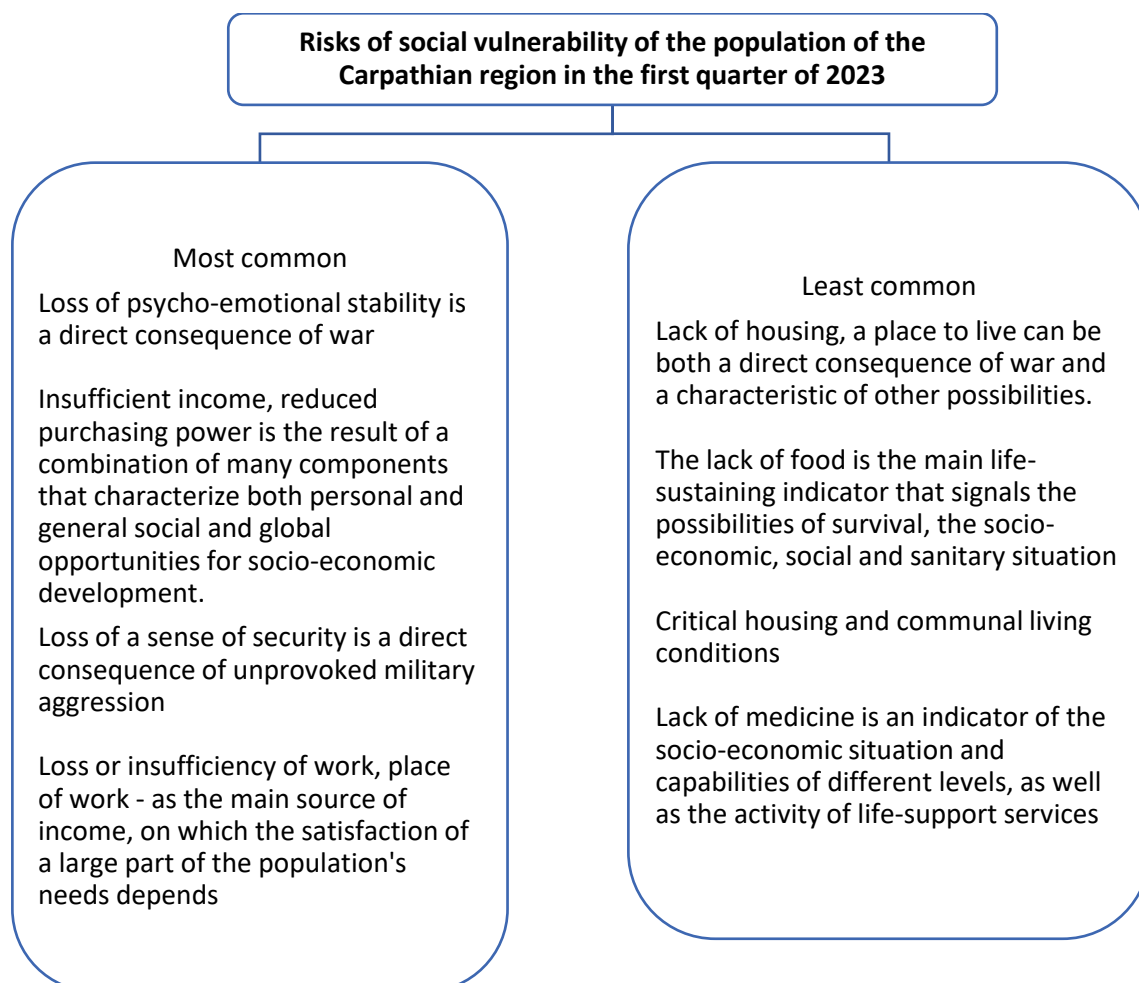 Risks of social vulnerability of the population of the
Carpathian region in the first quarter of 2023
Most common
Loss of psycho-emotional stability is
a direct consequence of war
Insufficient income, reduced
purchasing power is the result of a
combination of many components
that characterize both personal and
general social and global
opportunities for socio-economic
development.
Loss of a sense of security is a direct
consequence of unprovoked military
aggression
Loss or insufficiency of work, place
of work - as the main source of
income, on which the satisfaction of
a large part of the population's
needs depends
Least common
Lack of housing, a place to live can be
both a direct consequence of war and
a characteristic of other possibilities.
The lack of food is the main life-
sustaining indicator that signals the
possibilities of survival, the socio-
economic, social and sanitary situation
Critical housing and communal living
conditions
Lack of medicine is an indicator of the
socio-economic situation and
capabilities of different levels, as well
as the activity of life-support services